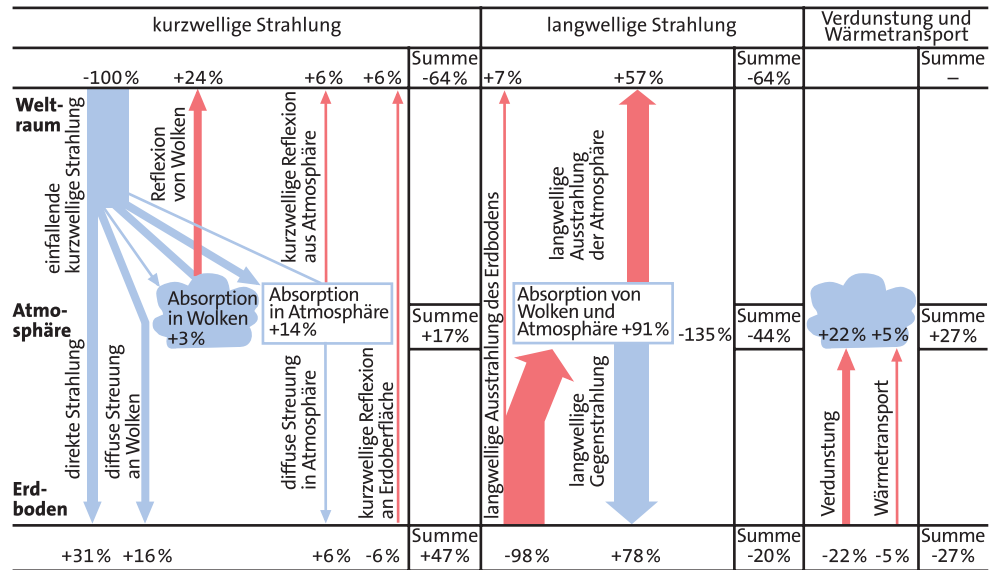 kurzwellige Strahlung
langwellige Strahlung
Verdunstung und
Wärmetransport
-100 %
+24 %
+6 %
+6 %
Summe
-64 %
+7 %
+57 %
Summe
-64 %
Summe
–
Welt-
raum
einfallende
kurzwellige Strahlung
Reflexion
von Wolken
kurzwellige Reflexion
aus Atmosphäre
langwellige Ausstrahlung des Erdbodens
langwellige
Ausstrahlung
der Atmosphäre
Atmo-
sphäre
Absorption
in Wolken
+3 %
Absorption
in Atmosphäre
+14 %
Summe
+17 %
Absorption von
Wolken und
Atmosphäre +91 %
-135 %
Summe
-44 %
+22 %
+5 %
Summe
+27 %
direkte Strahlung
diffuse Streuung
an Wolken
diffuse Streuung
in Atmosphäre
kurzwellige Reflexion
an Erdoberfläche
langwellige
Gegenstrahlung
Verdunstung
Wärmetransport
Erd-
boden
+31 %
+16 %
+6 %
-6 %
Summe
+47 %
-98 %
+78 %
Summe
-20 %
-22 %
-5 %
Summe
-27 %